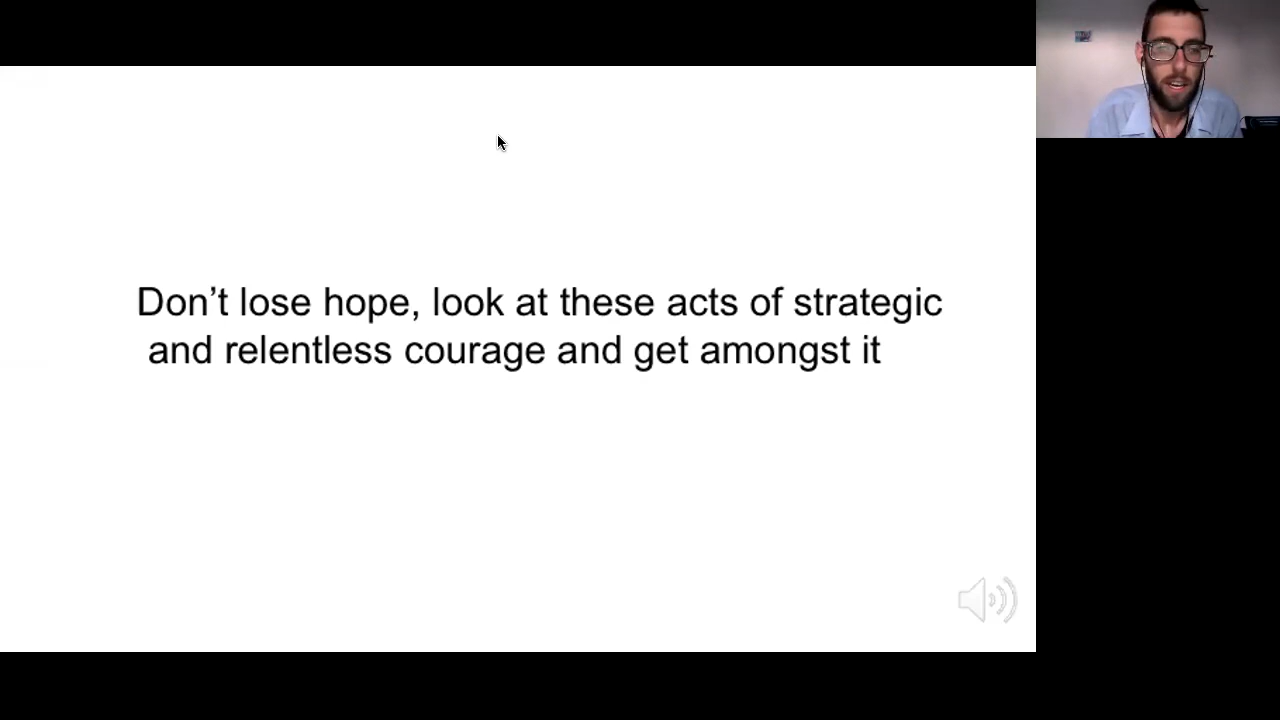 Don’t lose hope, look at these acts of strategic
and relentless courage and get amongst it